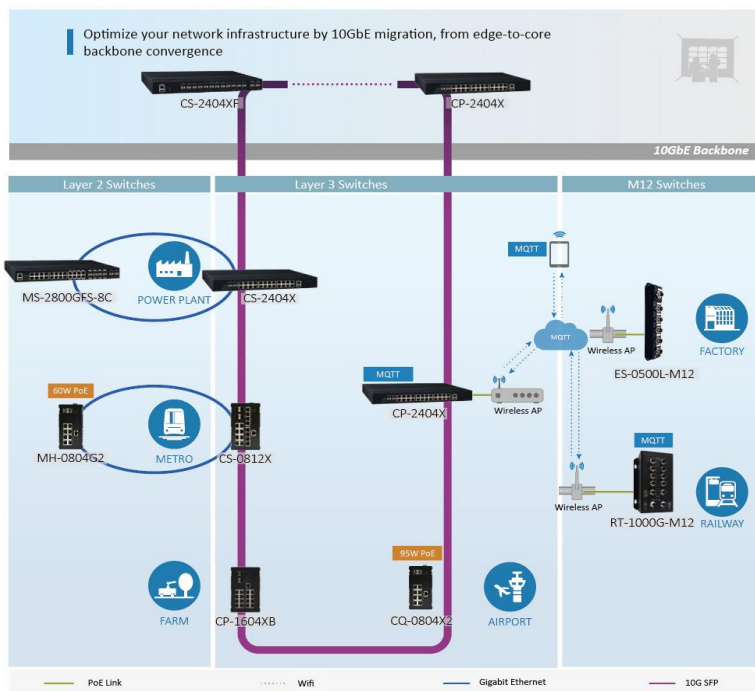 Optimize your network infrastructure by 10GbE migration, from edge-to-core
backbone convergence
CS-2404XF
CP-2404X
10GbE Backbone
Layer 2 Switches
Layer 3 Switches
M12 Switches
MQTT
MS-2800GFS-8C
POWER PLANT
CS-2404X
MQTT
Wireless AP
FACTORY
ES-0500L-M12
60W PoE
MQTT
CP-2404X
Wireless AP
MH-0804G2
METRO
CS-0812X
MQTT
Wireless AP
RT-1000G-M12
RAILWAY
95W PoE
FARM
CP-1604XB
CQ-0804X2
AIRPORT
PoE Link
Wifi
Gigabit Ethernet
10G SFP